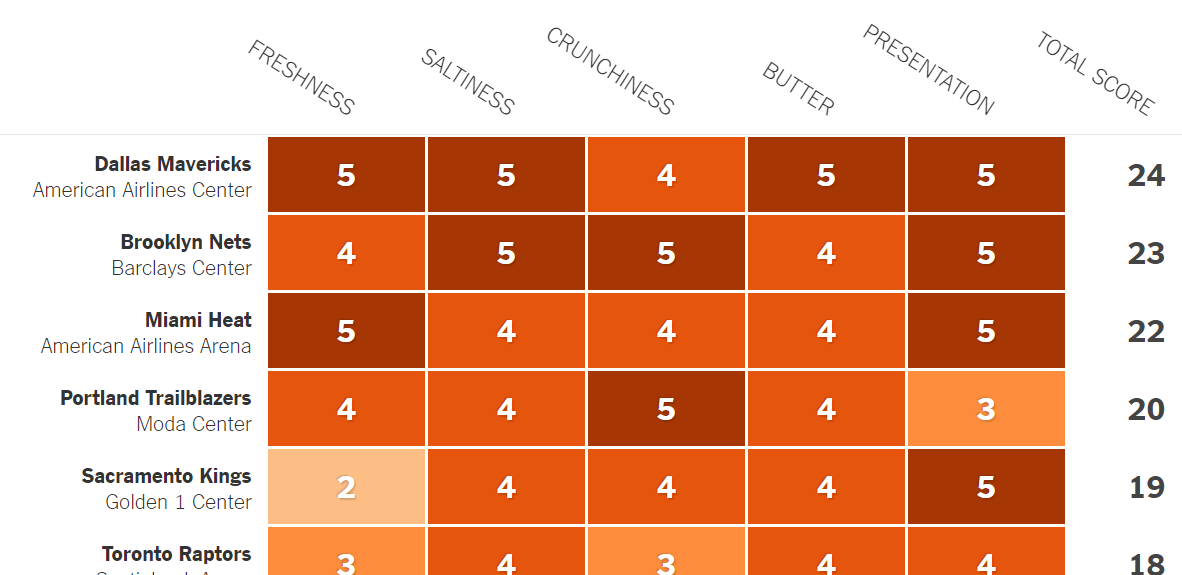 FRESHNESS SALTINESS CRUNCHINESS BUTTER PRESENTATION TOTAL SCORE
Dallas Mavericks 5 5 4 5 5 24
American Airlines Center
Brooklyn Nets 4 5 5 4 5 23
Barclays Center
Miami Heat 5 4 4 4 5 22
American Airlines Arena
Portland Trailblazers 4 4 5 4 3 20
Moda Center
Sacramento Kings 2 4 4 4 5 19
Golden 1 Center
Toronto Raptors 3 4 3 4 4 18